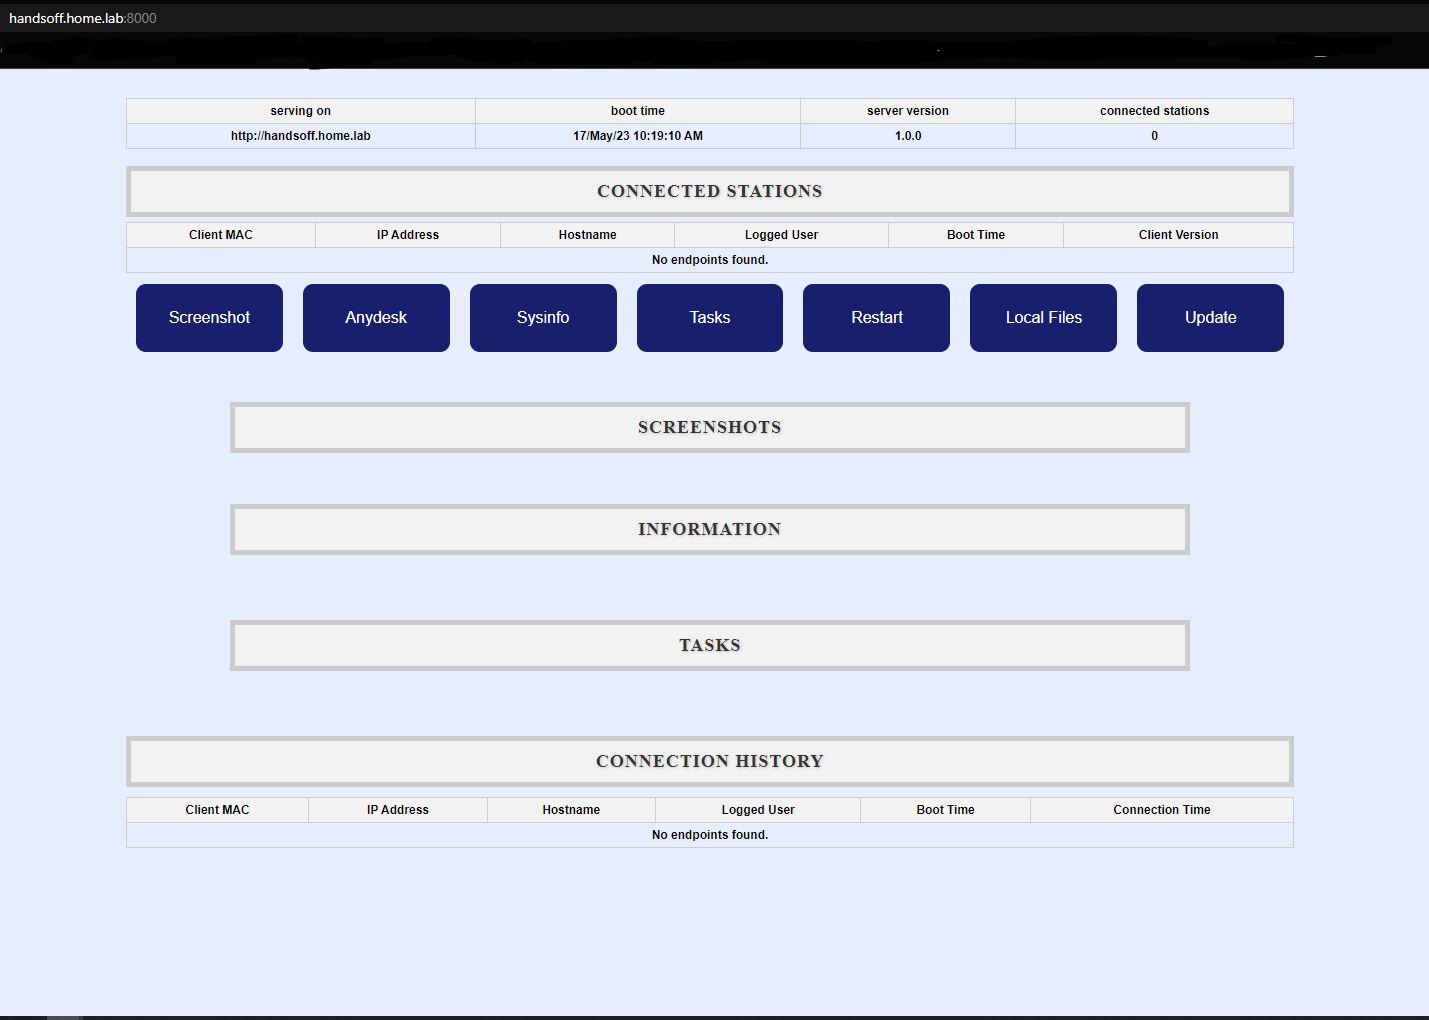 handsoff.home.lab:8000
serving on boot time server version connected stations
http://handsoff.home.lab 17/May/23 10:19:10 AM 1.0.0 0
CONNECTED STATIONS
Client MAC IP Address Hostname Logged User Boot Time Client Version
No endpoints found.
Screenshot Anydesk Sysinfo Tasks Restart Local Files Update
SCREENSHOTS
INFORMATION
TASKS
CONNECTION HISTORY
Client MAC IP Address Hostname Logged User Boot Time Connection Time
No endpoints found.